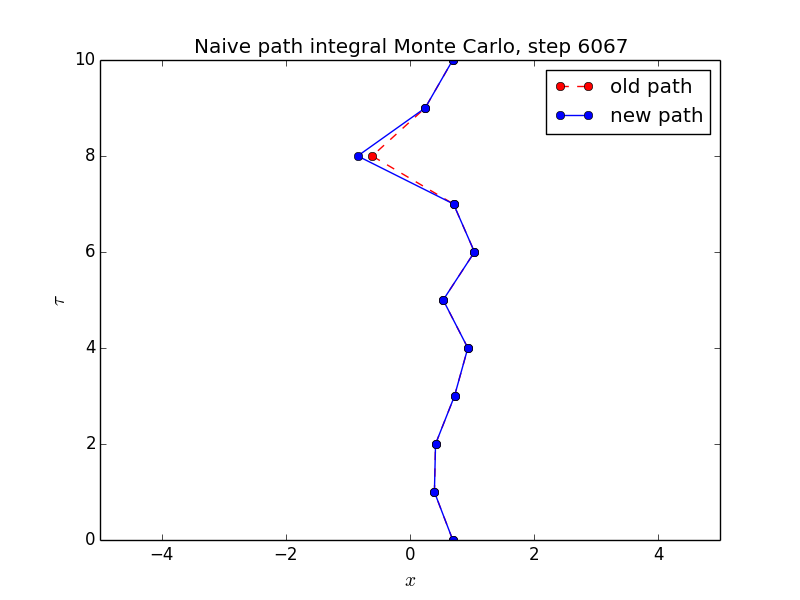 Naive path integral Monte Carlo, step 6067
old path
new path
10
8
6
4
2
0
τ
−4 −2 0 2 4
x